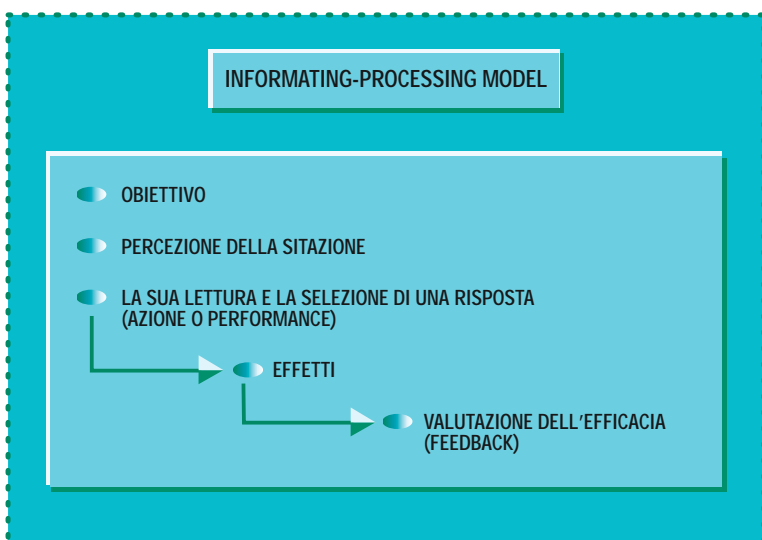 INFORMATING-PROCESSING MODEL
OBIETTIVO
PERCEZIONE DELLA SITAZIONE
LA SUA LETTURA E LA SELEZIONE DI UNA RISPOSTA
(AZIONE O PERFORMANCE)
EFFETTI
VALUTAZIONE DELL'EFFICACIA
(FEEDBACK)